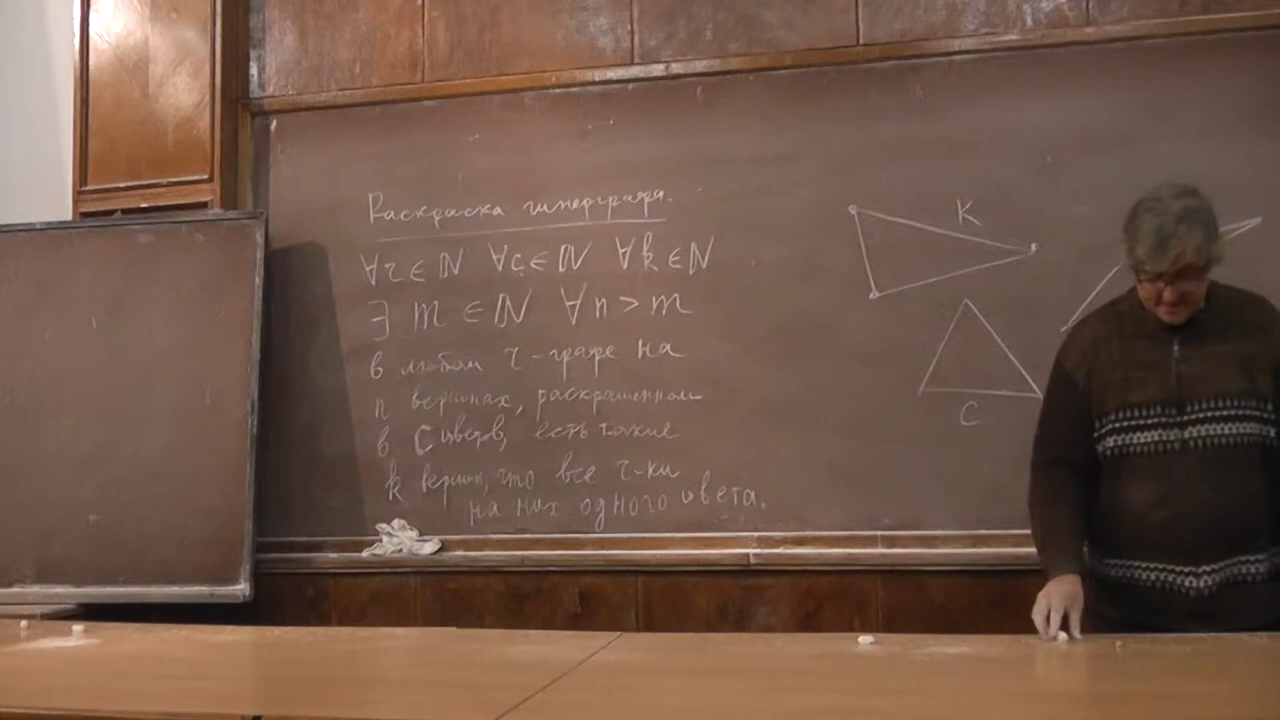 Раскраска гиперграфа.
∀r∈ℕ ∀c∈ℕ ∀k∈ℕ
∃ m∈ℕ ∀n>m
в любом r-графе на
n вершинах, раскрашенном
в C цветов, есть такие
k вершин, что все r-ки
на них одного цвета.
K
C